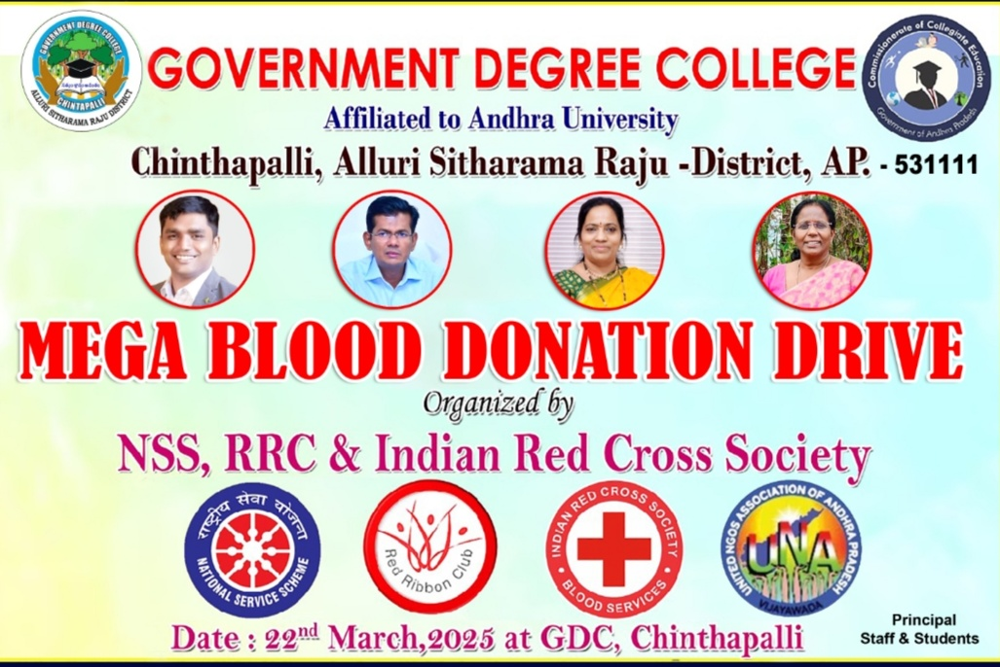 GOVERNMENT DEGREE COLLEGE
GOVERNMENT DEGREE COLLEGE
CHINTAPALLI
ALLURI SITHARAMA RAJU DISTRICT
Commissionerate of Collegiate Education
Government of Andhra Pradesh
Affiliated to Andhra University
Chinthapalli, Alluri Sitharama Raju -District, AP. - 531111
MEGA BLOOD DONATION DRIVE
Organized by
NSS, RRC & Indian Red Cross Society
राष्ट्रीय सेवा योजना
NATIONAL SERVICE SCHEME
Red Ribbon Club
INDIAN RED CROSS SOCIETY
BLOOD SERVICES
UNITED NGOS ASSOCIATION OF ANDHRA PRADESH
UNA
VIJAYAWADA
Date : 22nd March,2025 at GDC, Chinthapalli
Principal
Staff & Students